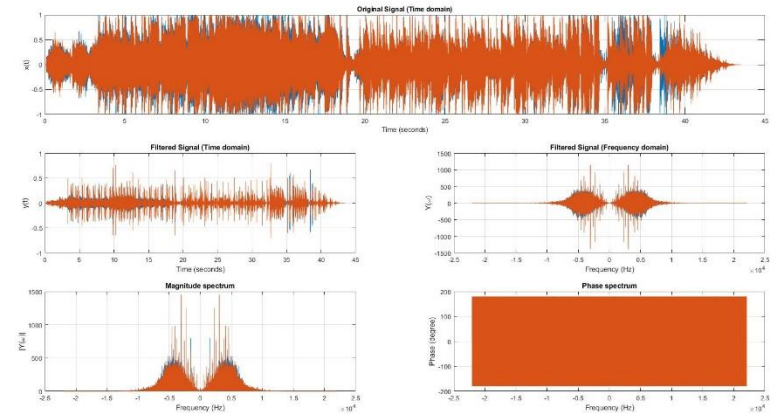 Original Signal (Time domain)
1
0.5
0
-0.5
-1
x(t)
0 5 10 15 20 25 30 35 40 45
Time (seconds)
Filtered Signal (Time domain)
1
0.5
0
-0.5
-1
y(t)
0 5 10 15 20 25 30 35 40 45
Time (seconds)
Filtered Signal (Frequency domain)
1500
1000
500
0
-500
-1000
-1500
-2.5 -2 -1.5 -1 -0.5 0 0.5 1 1.5 2 2.5
Frequency (Hz)
× 10⁴
Magnitude spectrum
1500
1000
500
0
-2.5 -2 -1.5 -1 -0.5 0 0.5 1 1.5 2 2.5
Frequency (Hz)
× 10⁴
Phase spectrum
200
100
0
-100
-200
Phase (degree)
-2.5 -2 -1.5 -1 -0.5 0 0.5 1 1.5 2 2.5
Frequency (Hz)
× 10⁴